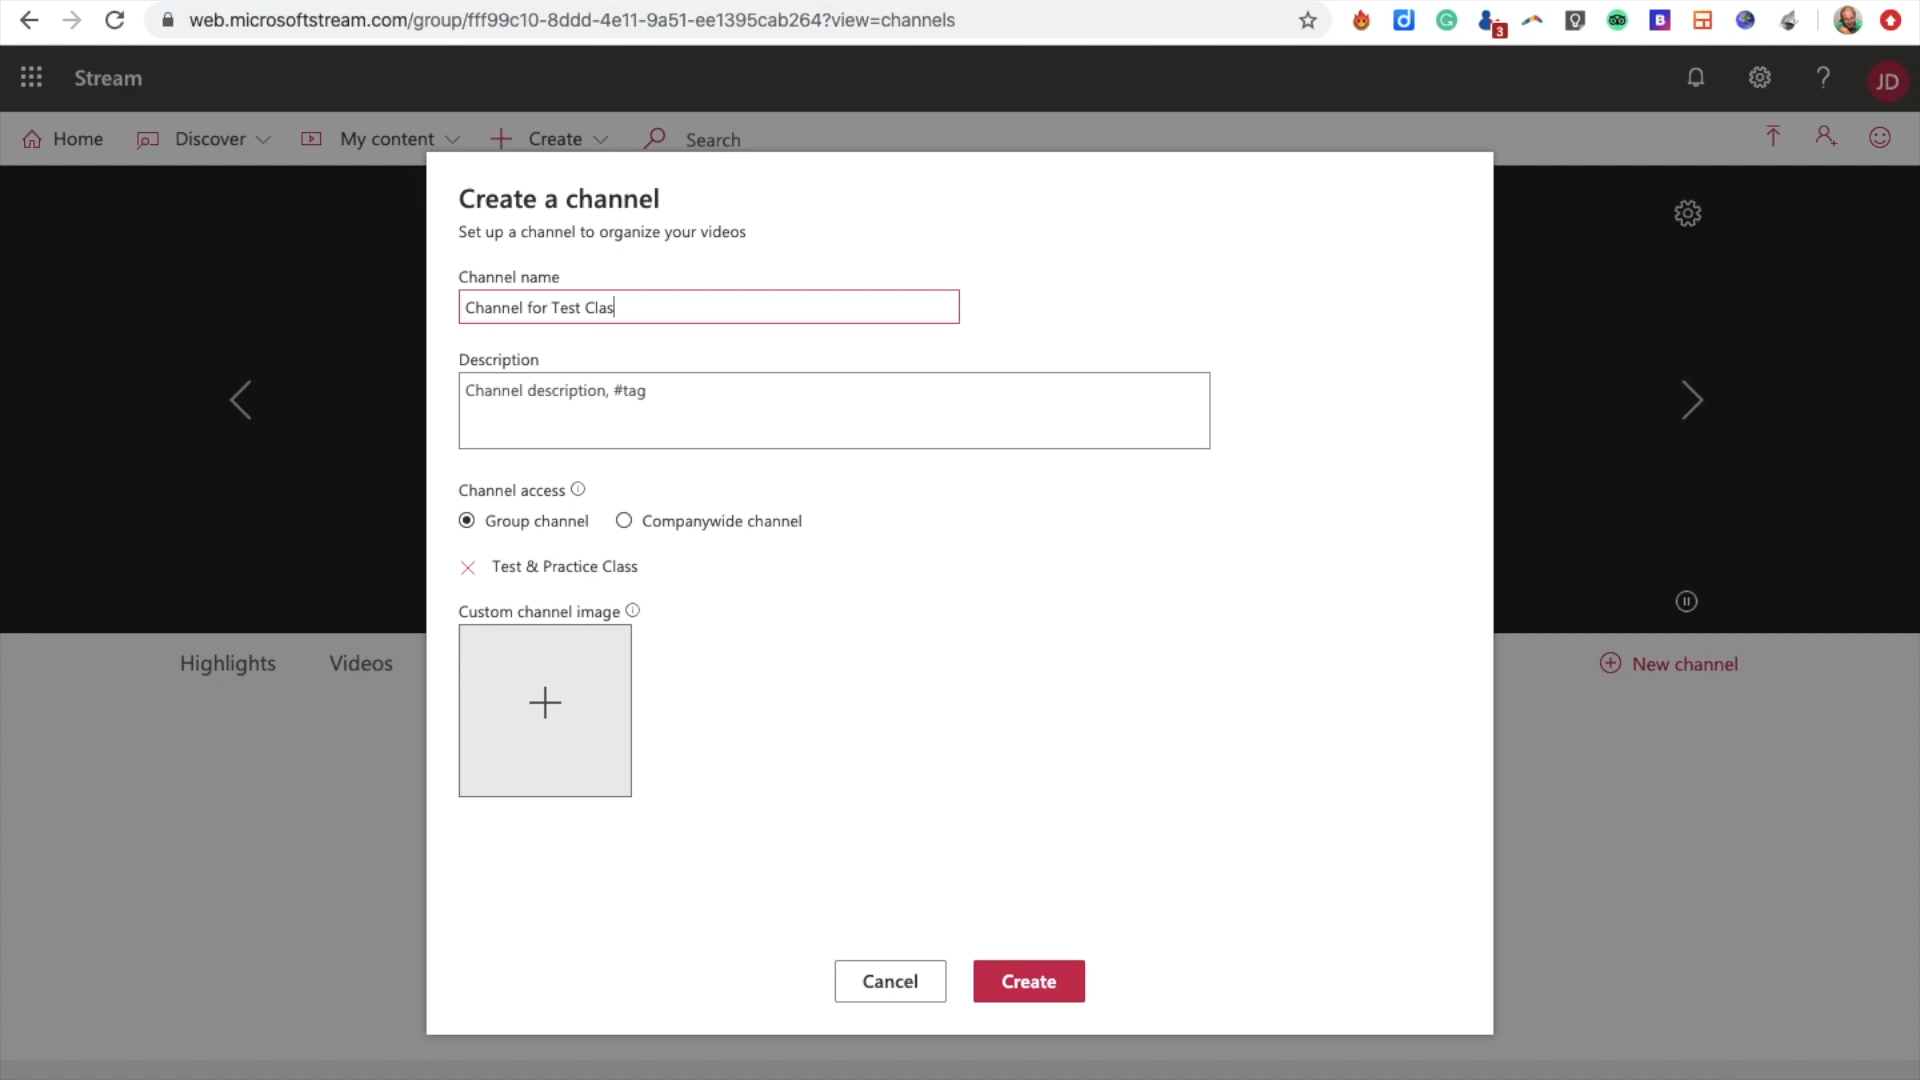 web.microsoftstream.com/group/fff99c10-8ddd-4e11-9a51-ee1395cab264?view=channels
3
Stream
JD
Home
Discover
My content
Create
Search
Create a channel
Set up a channel to organize your videos
Channel name
Channel for Test Clas
Description
Channel description, #tag
Channel access
Group channel
Companywide channel
Test & Practice Class
Custom channel image
Highlights
Videos
New channel
Cancel
Create